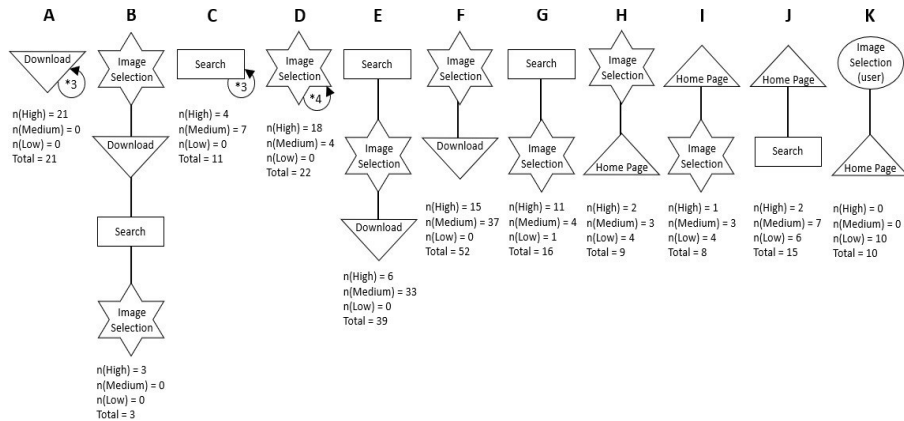 A
Download
*3
n(High) = 21
n(Medium) = 0
n(Low) = 0
Total = 21
B
Image
Selection
Download
Search
Image
Selection
n(High) = 3
n(Medium) = 0
n(Low) = 0
Total = 3
C
Search
*3
n(High) = 4
n(Medium) = 7
n(Low) = 0
Total = 11
D
Image
Selection
*4
n(High) = 18
n(Medium) = 4
n(Low) = 0
Total = 22
E
Search
Image
Selection
Download
n(High) = 6
n(Medium) = 33
n(Low) = 0
Total = 39
F
Image
Selection
Download
n(High) = 15
n(Medium) = 37
n(Low) = 0
Total = 52
G
Search
Image
Selection
n(High) = 11
n(Medium) = 4
n(Low) = 1
Total = 16
H
Image
Selection
Home Page
n(High) = 2
n(Medium) = 3
n(Low) = 4
Total = 9
I
Home Page
Image
Selection
n(High) = 1
n(Medium) = 3
n(Low) = 4
Total = 8
J
Home Page
Search
n(High) = 2
n(Medium) = 7
n(Low) = 6
Total = 15
K
Image
Selection
(user)
Home Page
n(High) = 0
n(Medium) = 0
n(Low) = 10
Total = 10